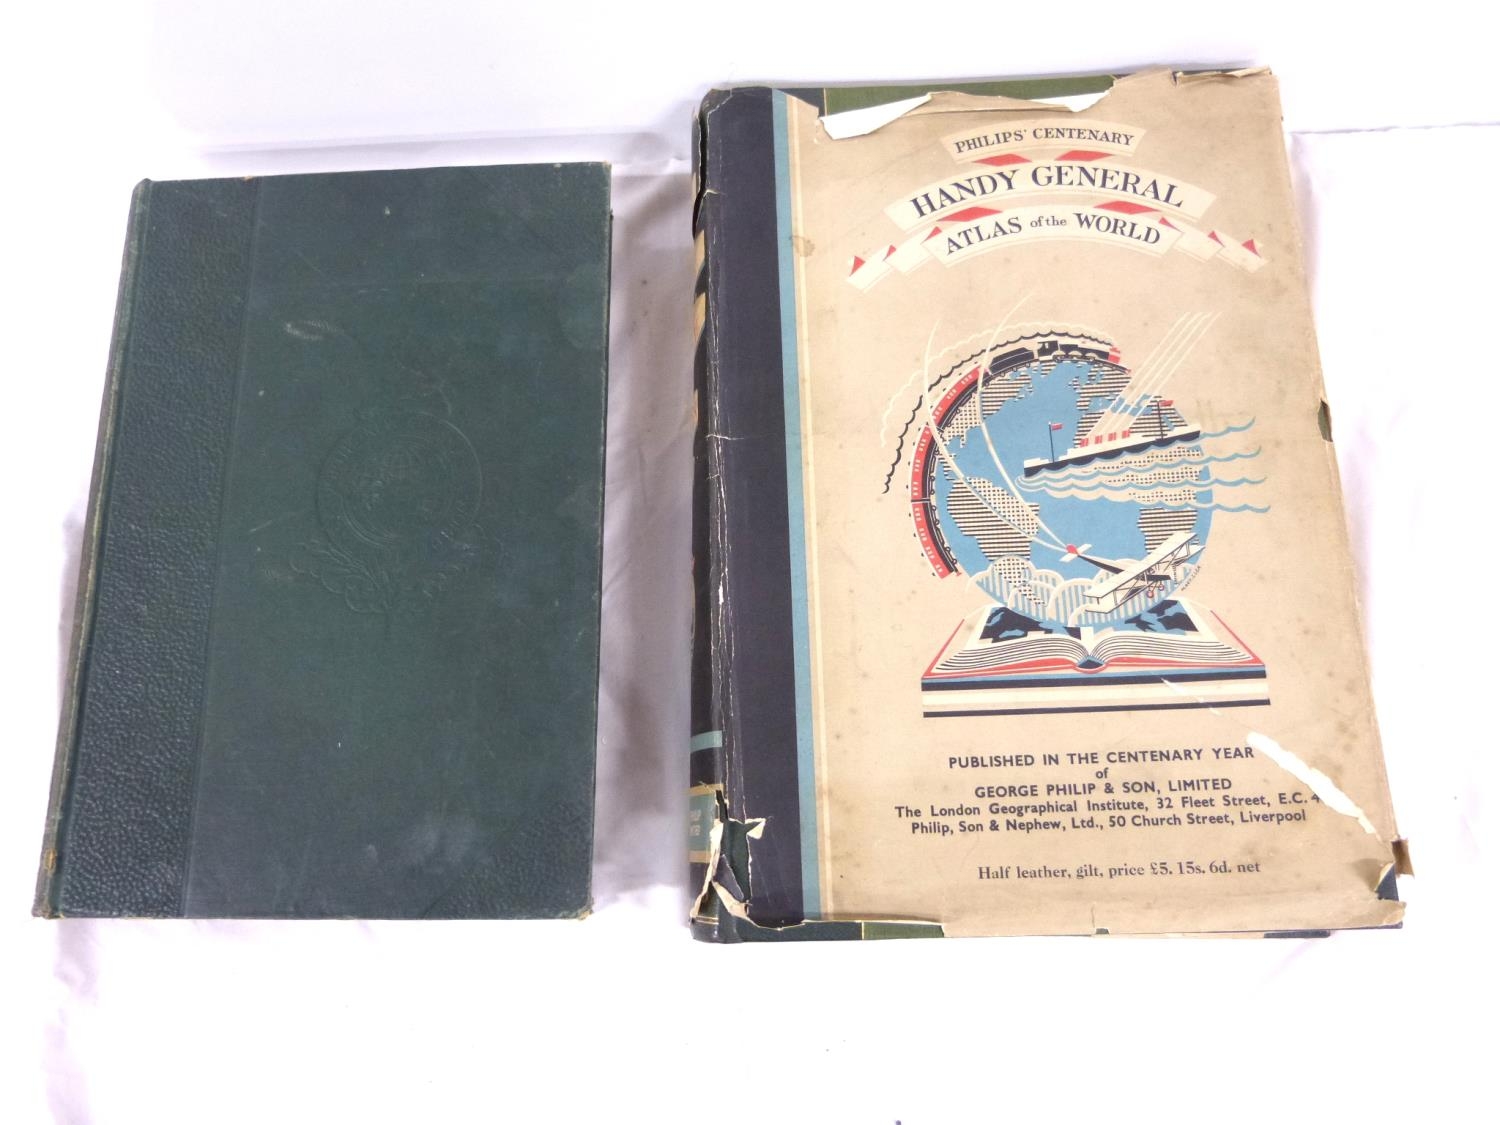 PHILIPS' CENTENARY
HANDY GENERAL
ATLAS of the WORLD
PUBLISHED IN THE CENTENARY YEAR
of
GEORGE PHILIP & SON, LIMITED
The London Geographical Institute, 32 Fleet Street, E.C. 4
Philip, Son & Nephew, Ltd., 50 Church Street, Liverpool
Half leather, gilt, price £5. 15s. 6d. net